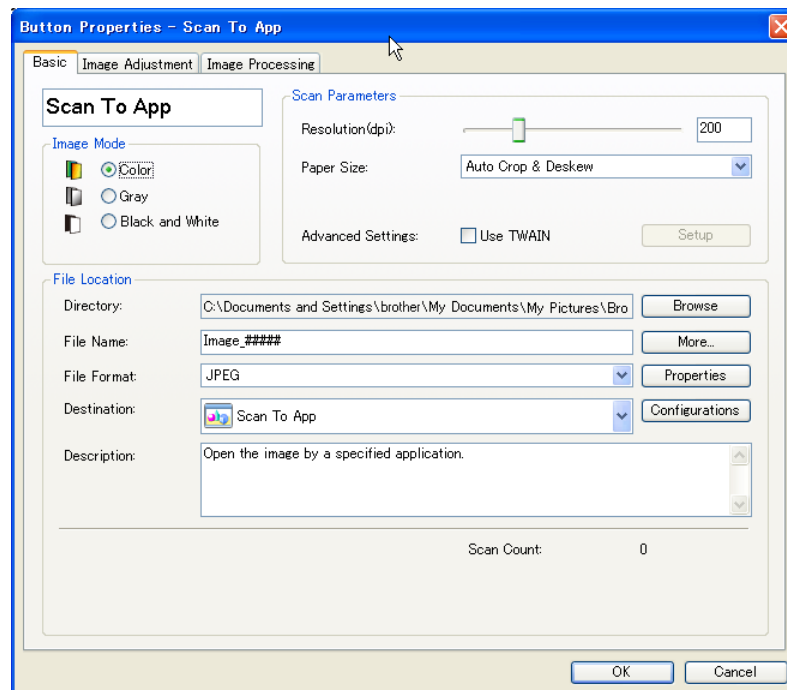 Button Properties - Scan To App
Basic Image Adjustment Image Processing
Scan To App
Image Mode
Color
Gray
Black and White
Scan Parameters
Resolution(dpi): 200
Paper Size: Auto Crop & Deskew
Advanced Settings: Use TWAIN Setup
File Location
Directory: C:\Documents and Settings\brother\My Documents\My Pictures\Bro Browse
File Name: Image_##### More...
File Format: JPEG Properties
Destination: Scan To App Configurations
Description: Open the image by a specified application.
Scan Count: 0
OK Cancel